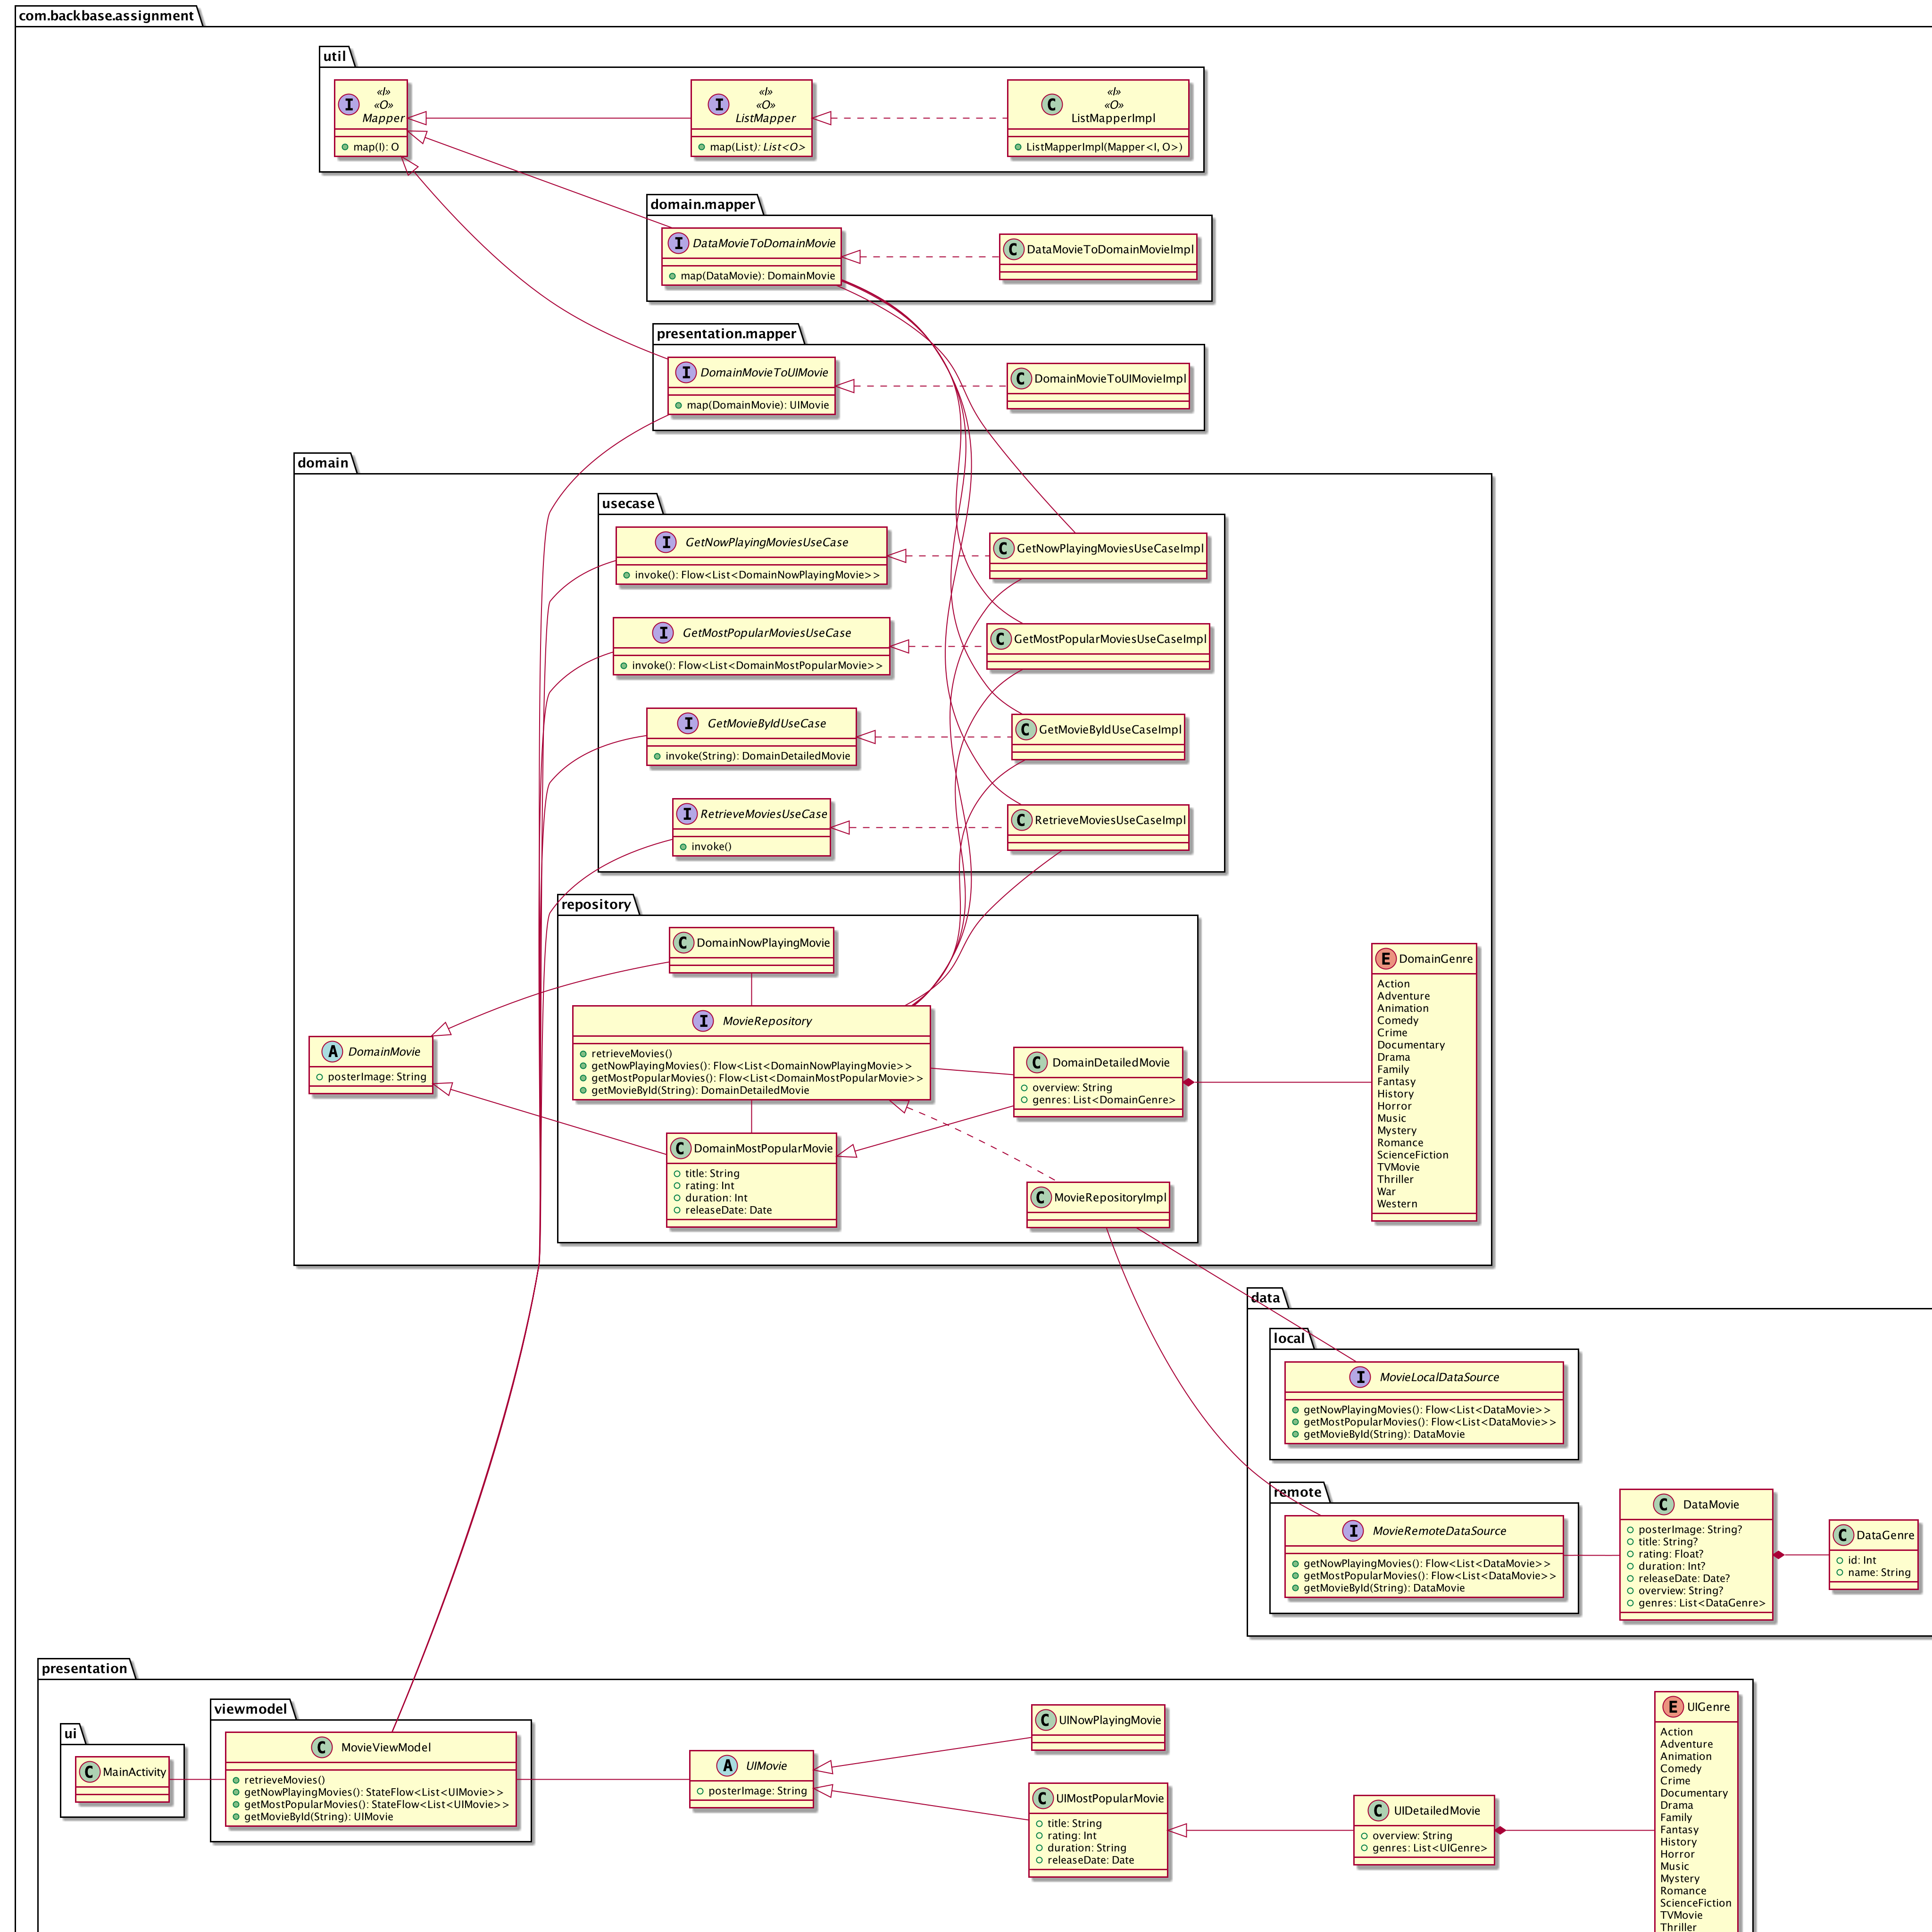 com.backbase.assignment
util
I
«I»
«O»
Mapper
map(I): O
I
«I»
«O»
ListMapper
map(List): List<O>
C
«I»
«O»
ListMapperImpl
ListMapperImpl(Mapper<I, O>)
domain.mapper
I DataMovieToDomainMovie
map(DataMovie): DomainMovie
C DataMovieToDomainMovieImpl
presentation.mapper
I DomainMovieToUIMovie
map(DomainMovie): UIMovie
C DomainMovieToUIMovieImpl
domain
usecase
I GetNowPlayingMoviesUseCase
invoke(): Flow<List<DomainNowPlayingMovie>>
C GetNowPlayingMoviesUseCaseImpl
I GetMostPopularMoviesUseCase
invoke(): Flow<List<DomainMostPopularMovie>>
C GetMostPopularMoviesUseCaseImpl
I GetMovieByIdUseCase
invoke(String): DomainDetailedMovie
C GetMovieByIdUseCaseImpl
I RetrieveMoviesUseCase
invoke()
C RetrieveMoviesUseCaseImpl
repository
C DomainNowPlayingMovie
I MovieRepository
retrieveMovies()
getNowPlayingMovies(): Flow<List<DomainNowPlayingMovie>>
getMostPopularMovies(): Flow<List<DomainMostPopularMovie>>
getMovieById(String): DomainDetailedMovie
A DomainMovie
posterImage: String
C DomainDetailedMovie
overview: String
genres: List<DomainGenre>
C DomainMostPopularMovie
title: String
rating: Int
duration: Int
releaseDate: Date
C MovieRepositoryImpl
E DomainGenre
Action
Adventure
Animation
Comedy
Crime
Documentary
Drama
Family
Fantasy
History
Horror
Music
Mystery
Romance
ScienceFiction
TVMovie
Thriller
War
Western
data
local
I MovieLocalDataSource
getNowPlayingMovies(): Flow<List<DataMovie>>
getMostPopularMovies(): Flow<List<DataMovie>>
getMovieById(String): DataMovie
remote
I MovieRemoteDataSource
getNowPlayingMovies(): Flow<List<DataMovie>>
getMostPopularMovies(): Flow<List<DataMovie>>
getMovieById(String): DataMovie
C DataMovie
posterImage: String?
title: String?
rating: Float?
duration: Int?
releaseDate: Date?
overview: String?
genres: List<DataGenre>
C DataGenre
id: Int
name: String
presentation
ui
C MainActivity
viewmodel
C MovieViewModel
retrieveMovies()
getNowPlayingMovies(): StateFlow<List<UIMovie>>
getMostPopularMovies(): StateFlow<List<UIMovie>>
getMovieById(String): UIMovie
A UIMovie
posterImage: String
C UINowPlayingMovie
C UIMostPopularMovie
title: String
rating: Int
duration: String
releaseDate: Date
C UIDetailedMovie
overview: String
genres: List<UIGenre>
E UIGenre
Action
Adventure
Animation
Comedy
Crime
Documentary
Drama
Family
Fantasy
History
Horror
Music
Mystery
Romance
ScienceFiction
TVMovie
Thriller